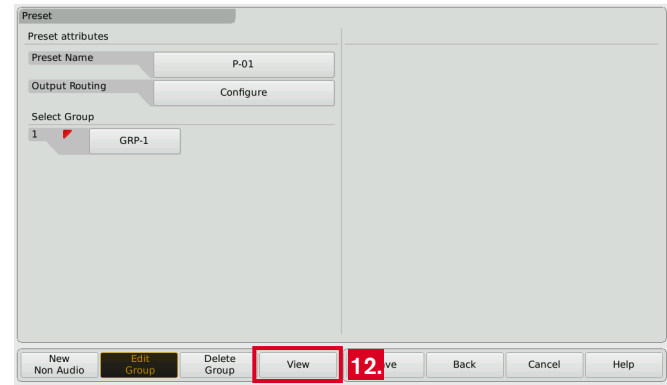 Preset
Preset attributes
Preset Name
P-01
Output Routing
Configure
Select Group
1
GRP-1
New
Non Audio
Edit
Group
Delete
Group
View
12.
ve
Back
Cancel
Help